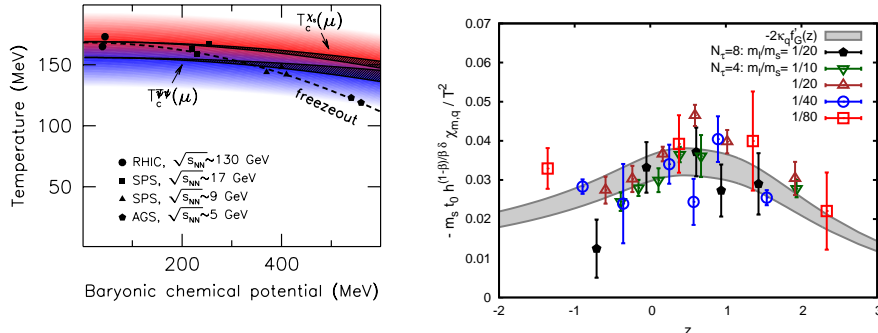 T_c^{χ_s}(μ)
T_c^{ψ̄ψ}(μ)
freezeout
150
100
50
200
400
Temperature (MeV)
RHIC, √s_NN~130 GeV
SPS, √s_NN~17 GeV
SPS, √s_NN~9 GeV
AGS, √s_NN~5 GeV
Baryonic chemical potential (MeV)
0.07
0.06
0.05
0.04
0.03
0.02
0.01
0
-2
-1
0
1
2
3
z
- m_s t_0 h^{(1-β)/β δ} χ_{m,q} / T^2
-2κ_q f'_G(z)
N_τ=8: m_l/m_s= 1/20
N_τ=4: m_l/m_s= 1/10
1/20
1/40
1/80